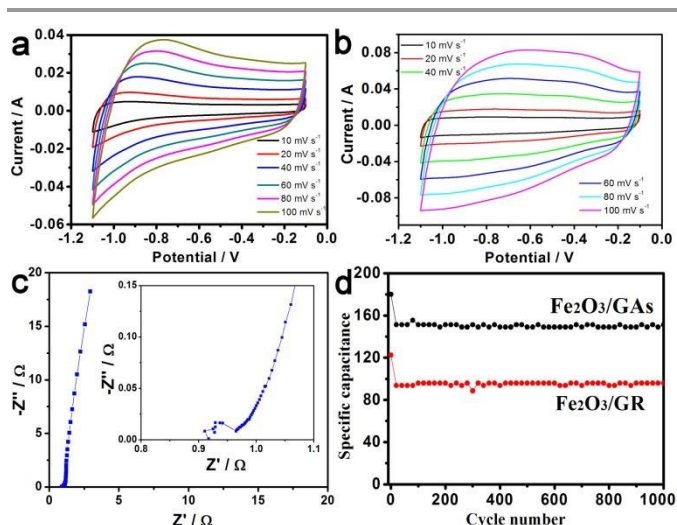 a
0.04
0.02
0.00
-0.02
-0.04
-0.06
Current / A
10 mV s⁻¹
20 mV s⁻¹
40 mV s⁻¹
60 mV s⁻¹
80 mV s⁻¹
100 mV s⁻¹
-1.2 -1.0 -0.8 -0.6 -0.4 -0.2 0.0
Potential / V
b
0.08
0.04
0.00
-0.04
-0.08
Current / A
10 mV s⁻¹
20 mV s⁻¹
40 mV s⁻¹
60 mV s⁻¹
80 mV s⁻¹
100 mV s⁻¹
-1.2 -1.0 -0.8 -0.6 -0.4 -0.2 0.0
Potential / V
c
20
15
10
5
0
-Z'' / Ω
0 5 10 15 20
Z' / Ω
0.15
0.10
0.05
0.00
-Z'' / Ω
0.8 0.9 1.0 1.1
Z' / Ω
d
200
160
120
80
40
0
Specific capacitance
Fe₂O₃/GAs
Fe₂O₃/GR
0 200 400 600 800 1000
Cycle number